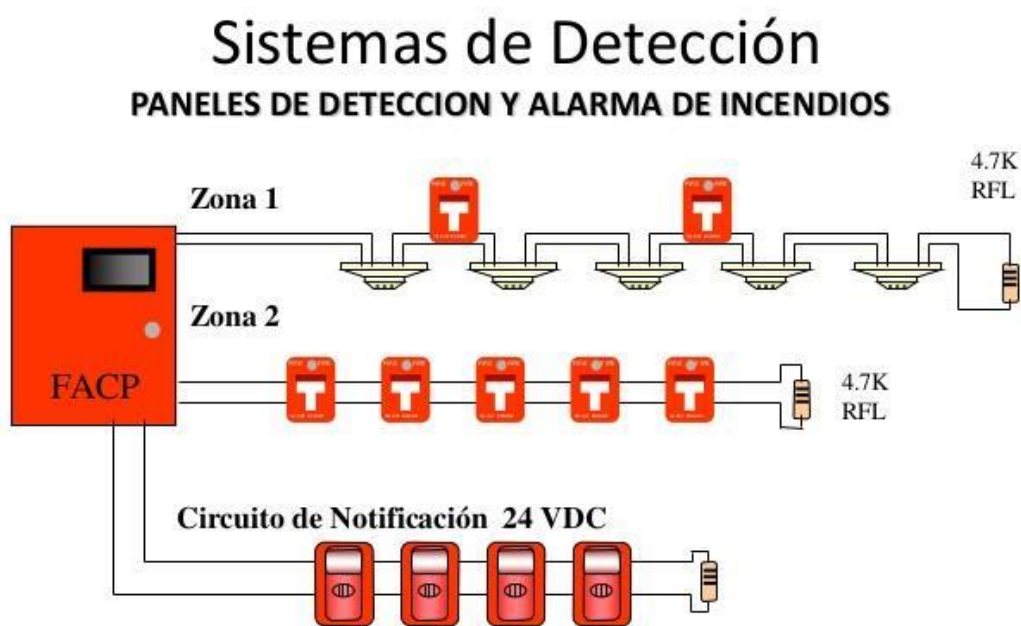 Sistemas de Detección
PANELES DE DETECCION Y ALARMA DE INCENDIOS
4.7K
RFL
Zona 1
Zona 2
FACP
4.7K
RFL
Circuito de Notificación 24 VDC